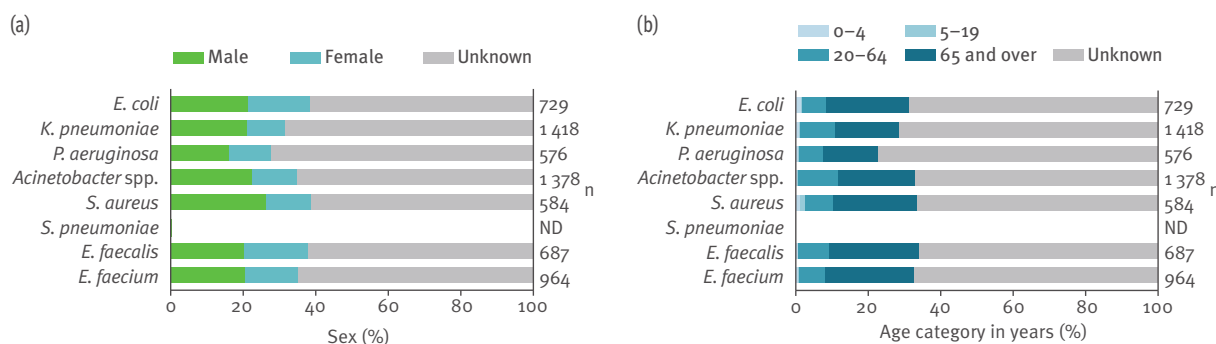 (a)
Male Female Unknown
E. coli 729
K. pneumoniae 1 418
P. aeruginosa 576
Acinetobacter spp. 1 378
n
S. aureus 584
S. pneumoniae ND
E. faecalis 687
E. faecium 964
0 20 40 60 80 100
Sex (%)
(b)
0–4 5–19
20–64 65 and over Unknown
E. coli 729
K. pneumoniae 1 418
P. aeruginosa 576
Acinetobacter spp. 1 378
n
S. aureus 584
S. pneumoniae ND
E. faecalis 687
E. faecium 964
0 20 40 60 80 100
Age category in years (%)